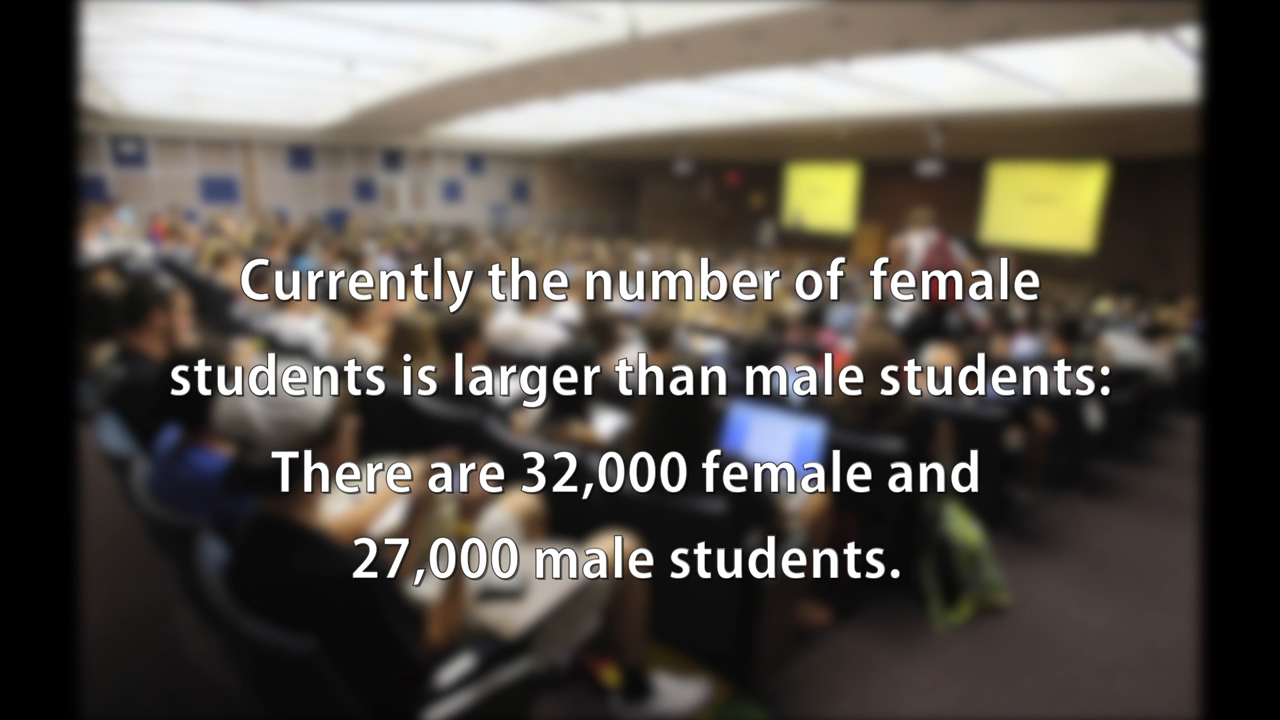 Currently the number of  female
students is larger than male students:
There are 32,000 female and
27,000 male students.